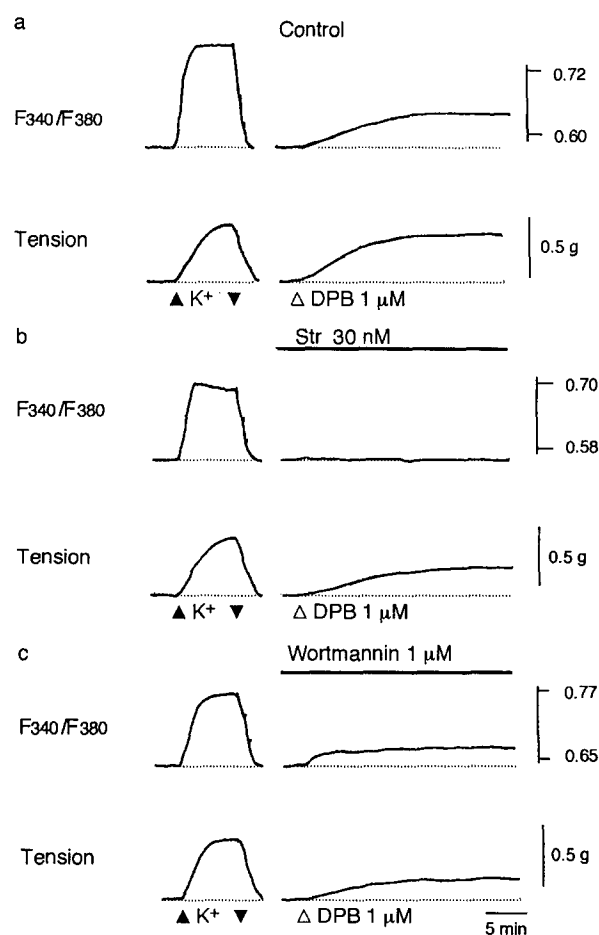 a
Control
F340/F380
0.72
0.60
Tension
0.5 g
▲ K+ ▼
△ DPB 1 μM
b
Str 30 nM
F340/F380
0.70
0.58
Tension
0.5 g
▲ K+ ▼
△ DPB 1 μM
c
Wortmannin 1 μM
F340/F380
0.77
0.65
Tension
0.5 g
▲ K+ ▼
△ DPB 1 μM
5 min